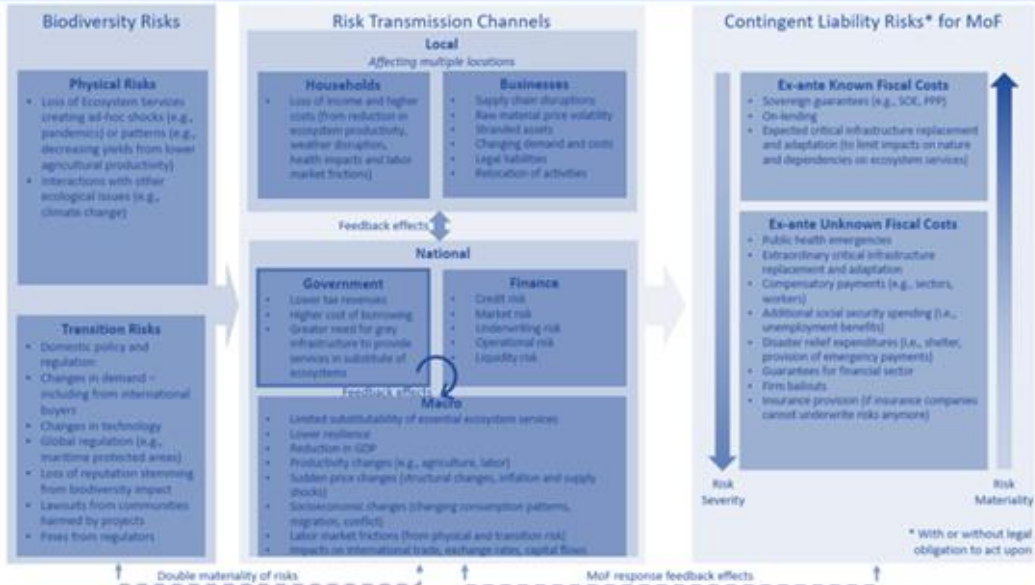 Biodiversity Risks
Physical Risks
• Loss of Ecosystem Services
creating ad-hoc shocks (e.g.,
pandemics) or patterns (e.g.,
decreasing yields from lower
agricultural productivity)
• Interactions with other
ecological issues (e.g.,
climate change)
Transition Risks
• Domestic policy and
regulation:
• Changes in demand –
including from international
buyers
• Changes in technology
• Global regulation (e.g.,
maritime protected areas)
• Loss of reputation stemming
from biodiversity impact
• Lawsuits from communities
harmed by projects
• Fines from regulators
Risk Transmission Channels
Local
Affecting multiple locations
Households
• Loss of income and higher
costs (from reduction in
ecosystem productivity,
weather disruption,
health impacts and labor
market frictions)
Businesses
• Supply chain disruptions
• Raw material price volatility
• Stranded assets
• Changing demand and costs
• Legal liabilities
• Relocation of activities
Feedback effects
National
Government
• Lower tax revenues
• Higher cost of borrowing
• Greater need for grey
infrastructure to provide
services in substitute of
ecosystems
Finance
• Credit risk
• Market risk
• Underwriting risk
• Operational risk
• Liquidity risk
Feedback effects
Macro
• Limited substitutability of essential ecosystem services
• Lower resilience
• Reduction in GDP
• Productivity changes (e.g., agriculture, labor)
• Sudden price changes (structural changes, inflation and supply
shocks)
• Socioeconomic changes (changing consumption patterns,
migration, conflict)
• Labor market frictions (from physical and transition risk)
• Impacts on international trade, exchange rates, capital flows
Contingent Liability Risks* for MoF
Ex-ante Known Fiscal Costs
• Sovereign guarantees (e.g., SOE, PPP)
• On-lending
• Expected critical infrastructure replacement
and adaptation (to limit impacts on nature
and dependencies on ecosystem services)
Ex-ante Unknown Fiscal Costs
• Public health emergencies
• Extraordinary critical infrastructure
replacement and adaptation
• Compensatory payments (e.g., sectors,
workers)
• Additional social security spending (i.e.,
unemployment benefits)
• Disaster relief expenditures (i.e., shelter,
provision of emergency payments)
• Guarantees for financial sector
• Firm bailouts
• Insurance provision (if insurance companies
cannot underwrite risks anymore)
Risk
Severity
Risk
Materiality
* With or without legal
obligation to act upon
Double materiality of risks
MoF response feedback effects